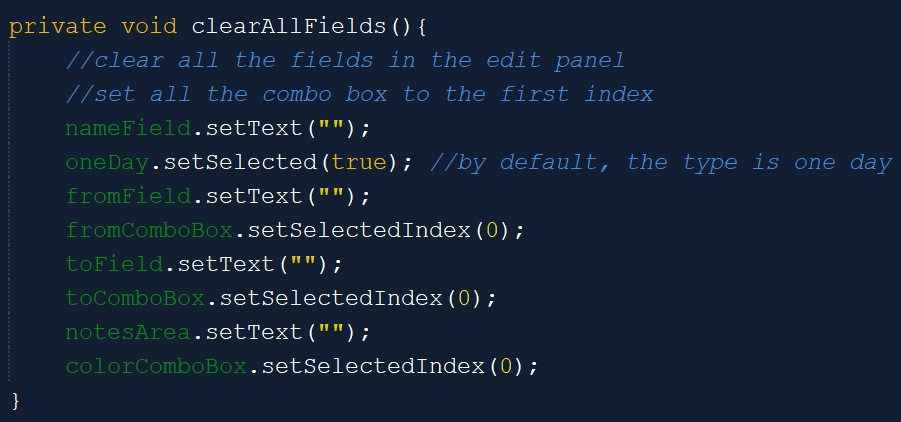 private void clearAllFields(){
//clear all the fields in the edit panel
//set all the combo box to the first index
nameField.setText("");
oneDay.setSelected(true); //by default, the type is one day
fromField.setText("");
fromComboBox.setSelectedIndex(0);
toField.setText("");
toComboBox.setSelectedIndex(0);
notesArea.setText("");
colorComboBox.setSelectedIndex(0);
}